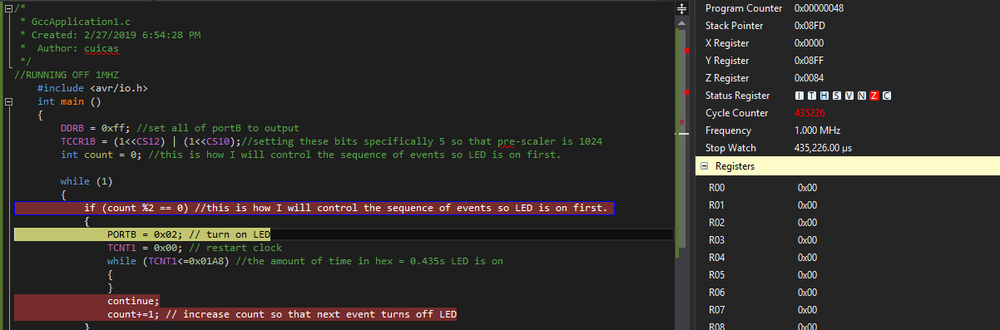 /*
* GccApplication1.c
* Created: 2/27/2019 6:54:28 PM
*  Author: cuicas
*/
//RUNNING OFF 1MHZ
#include <avr/io.h>
int main ()
{
DDRB = 0xff; //set all of portB to output
TCCR1B = (1<<CS12) | (1<<CS10);//setting these bits specifically 5 so that pre-scaler is 1024
int count = 0; //this is how I will control the sequence of events so LED is on first.
while (1)
{
if (count %2 == 0) //this is how I will control the sequence of events so LED is on first.
{
PORTB = 0x02; // turn on LED
TCNT1 = 0x00; // restart clock
while (TCNT1<=0x01A8) //the amount of time in hex = 0.435s LED is on
{
}
continue;
count+=1; // increase count so that next event turns off LED
}
Program Counter 0x00000048
Stack Pointer 0x08FD
X Register 0x0000
Y Register 0x08FF
Z Register 0x0084
Status Register I T H S V N Z C
Cycle Counter 435226
Frequency 1.000 MHz
Stop Watch 435,226.00 µs
Registers
R00 0x00
R01 0x00
R02 0x00
R03 0x00
R04 0x00
R05 0x00
R06 0x00
R07 0x00
R08 0x00